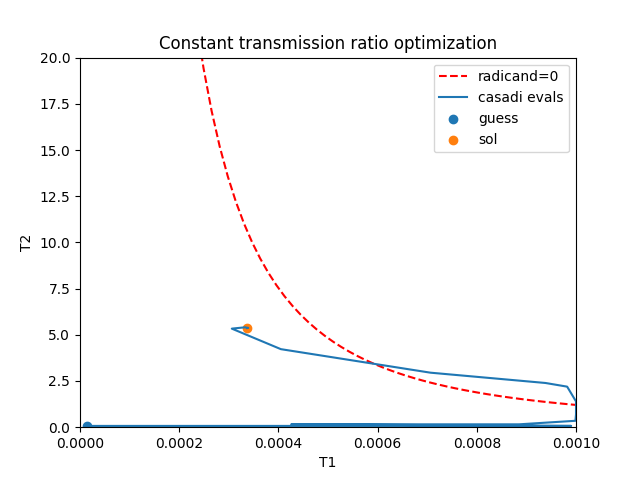 Constant transmission ratio optimization
20.0
17.5
15.0
12.5
10.0
7.5
5.0
2.5
0.0
T2
radicand=0
casadi evals
guess
sol
0.0000
0.0002
0.0004
0.0006
0.0008
0.0010
T1